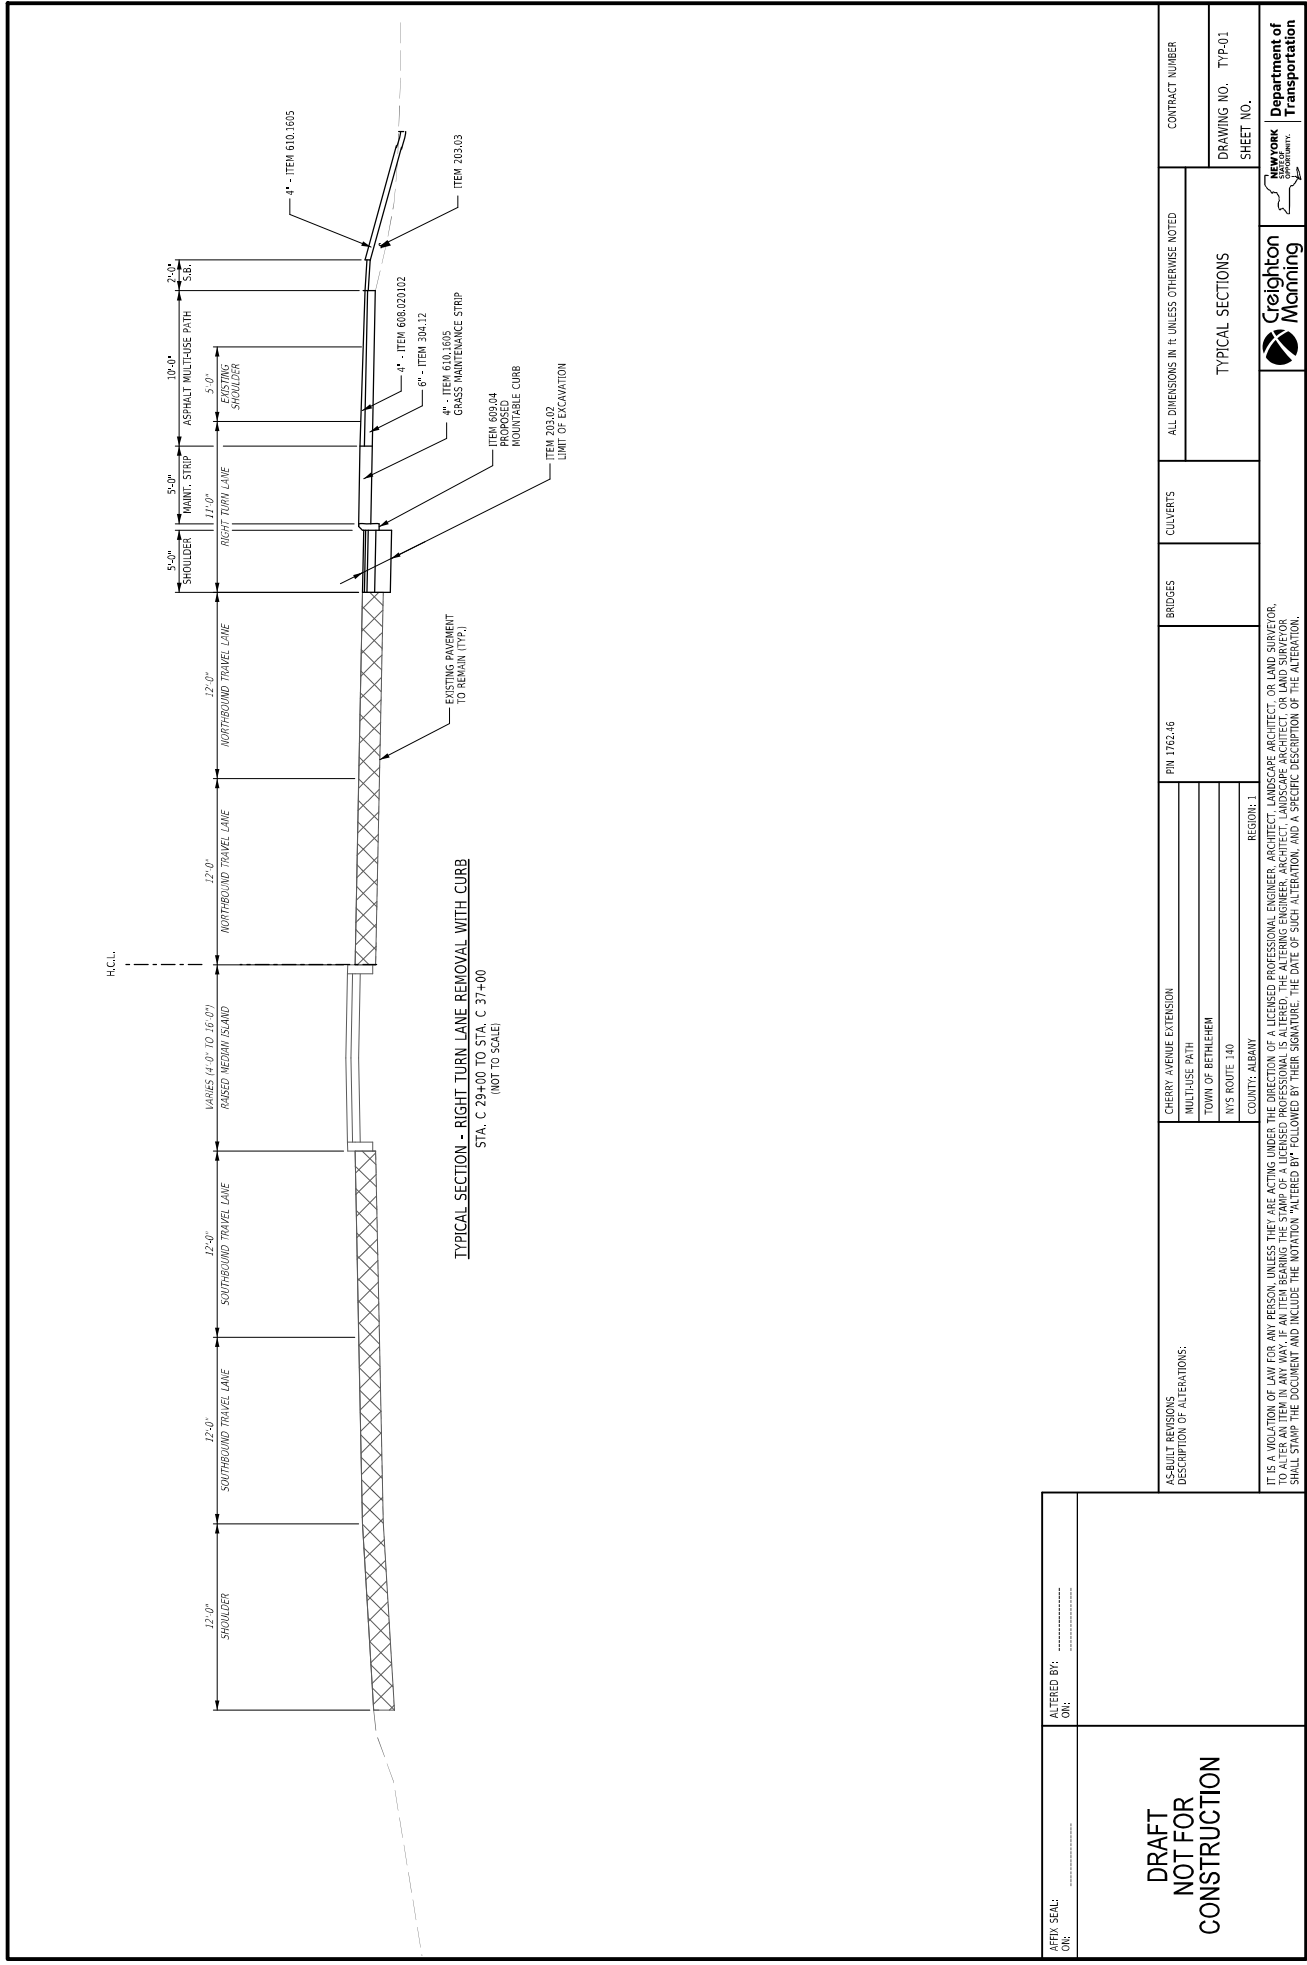 H.C.L.
12'-0"
SHOULDER
12'-0"
SOUTHBOUND TRAVEL LANE
12'-0"
SOUTHBOUND TRAVEL LANE
VARIES (4'-0" TO 16'-0")
RAISED MEDIAN ISLAND
12'-0"
NORTHBOUND TRAVEL LANE
12'-0"
NORTHBOUND TRAVEL LANE
5'-0"
SHOULDER
5'-0"
MAINT. STRIP
10'-0"
ASPHALT MULTI-USE PATH
2'-0"
S.B.
11'-0"
RIGHT TURN LANE
5'-0"
EXISTING
SHOULDER
4" - ITEM 610.1605
ITEM 203.03
4" - ITEM 608.020102
6" - ITEM 304.12
4" - ITEM 610.1605
GRASS MAINTENANCE STRIP
ITEM 609.04
PROPOSED
MOUNTABLE CURB
ITEM 203.02
LIMIT OF EXCAVATION
EXISTING PAVEMENT
TO REMAIN (TYP.)
TYPICAL SECTION - RIGHT TURN LANE REMOVAL WITH CURB
STA. C 29+00 TO STA. C 37+00
(NOT TO SCALE)
AFFIX SEAL:
ON:
ALTERED BY:
ON:
DRAFT
NOT FOR
CONSTRUCTION
AS-BUILT REVISIONS
DESCRIPTION OF ALTERATIONS:
CHERRY AVENUE EXTENSION
MULTI-USE PATH
TOWN OF BETHLEHEM
NYS ROUTE 140
COUNTY: ALBANY
REGION: 1
PIN 1762.46
BRIDGES
CULVERTS
ALL DIMENSIONS IN ft UNLESS OTHERWISE NOTED
TYPICAL SECTIONS
CONTRACT NUMBER
DRAWING NO. TYP-01
SHEET NO.
IT IS A VIOLATION OF LAW FOR ANY PERSON, UNLESS THEY ARE ACTING UNDER THE DIRECTION OF A LICENSED PROFESSIONAL ENGINEER, ARCHITECT, LANDSCAPE ARCHITECT, OR LAND SURVEYOR,
TO ALTER AN ITEM IN ANY WAY. IF AN ITEM BEARING THE STAMP OF A LICENSED PROFESSIONAL IS ALTERED, THE ALTERING ENGINEER, ARCHITECT, LANDSCAPE ARCHITECT, OR LAND SURVEYOR
SHALL STAMP THE DOCUMENT AND INCLUDE THE NOTATION "ALTERED BY" FOLLOWED BY THEIR SIGNATURE, THE DATE OF SUCH ALTERATION, AND A SPECIFIC DESCRIPTION OF THE ALTERATION.
Creighton
Manning
NEW YORK
STATE OF
OPPORTUNITY.
Department of
Transportation